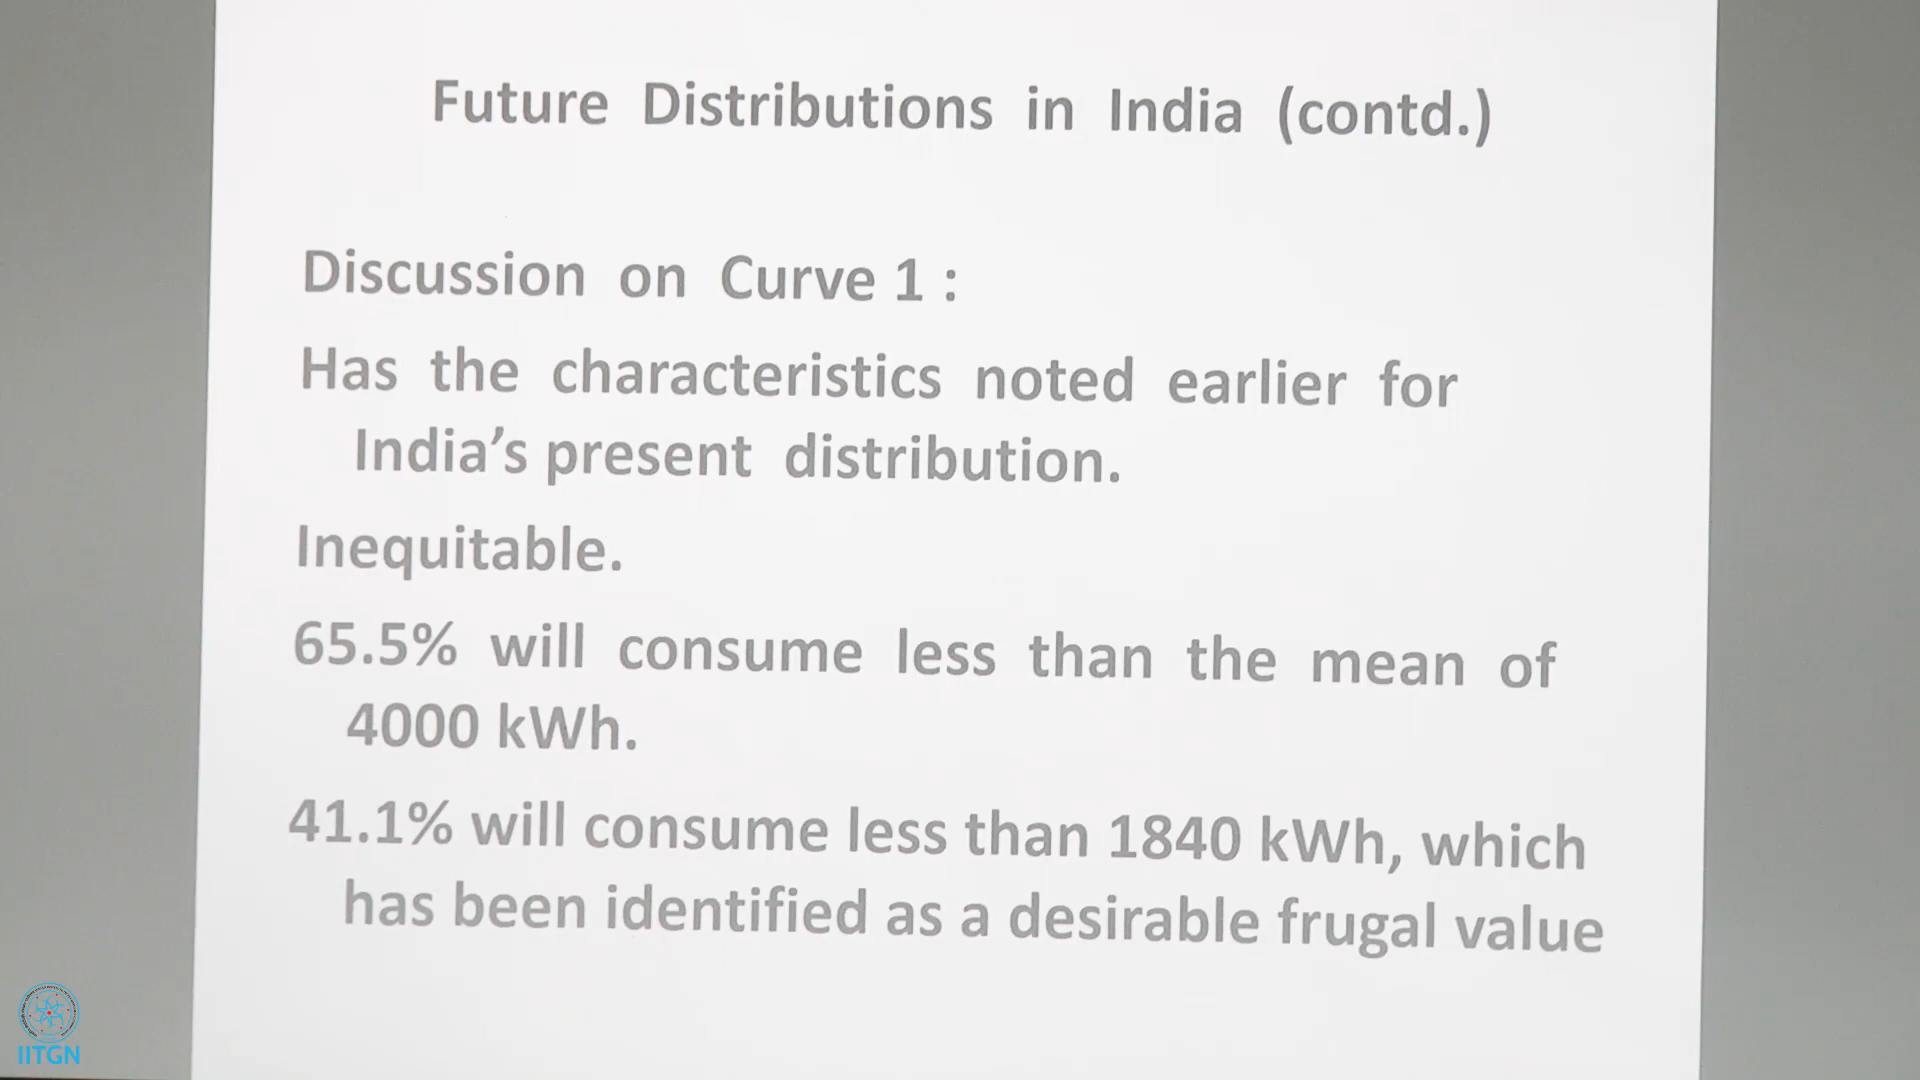 Future Distributions in India (contd.)
Discussion on Curve 1 :
Has the characteristics noted earlier for
India’s present distribution.
Inequitable.
65.5% will consume less than the mean of
4000 kWh.
41.1% will consume less than 1840 kWh, which
has been identified as a desirable frugal value
IITGN